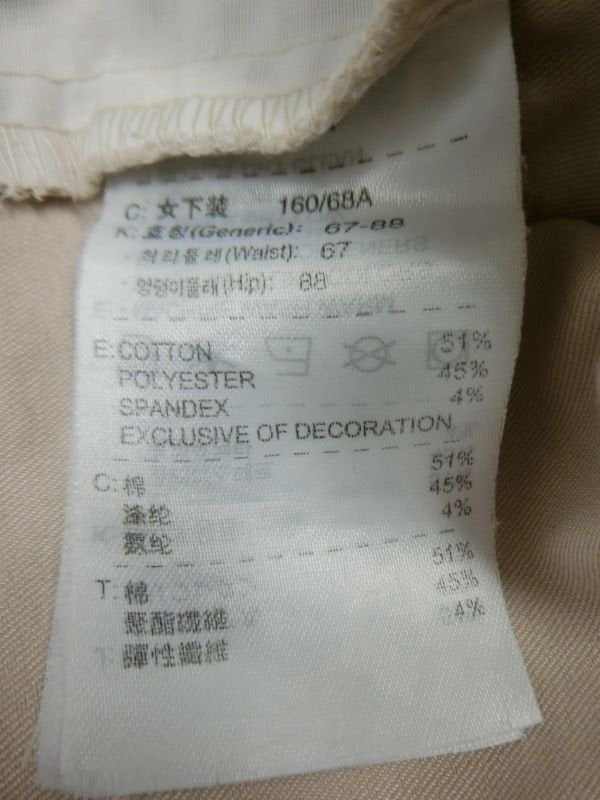 C: 女下装 160/68A
K: 호칭(Generic): 67-88
· 허리둘레(Waist): 67
· 엉덩이둘레(Hip): 88
E: COTTON 51%
POLYESTER 45%
SPANDEX 4%
EXCLUSIVE OF DECORATION
C: 棉 51%
涤纶 45%
氨纶 4%
T: 棉 51%
聚酯纖維 45%
彈性纖維 4%